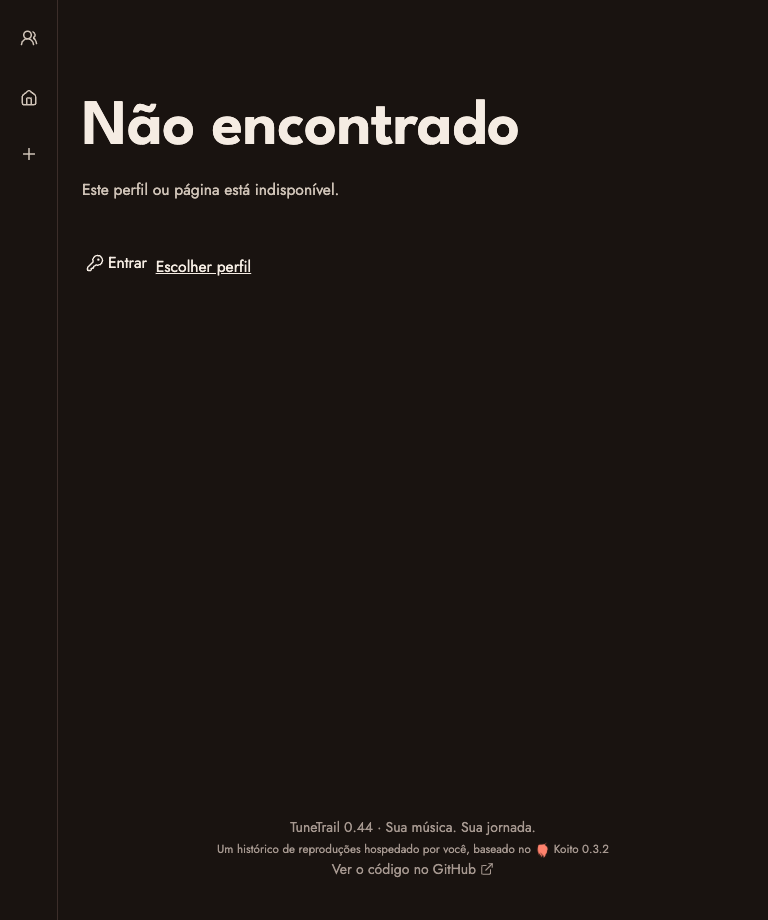 Não encontrado
Este perfil ou página está indisponível.
Entrar Escolher perfil
TuneTrail 0.44 · Sua música. Sua jornada.
Um histórico de reproduções hospedado por você, baseado no Koito 0.3.2
Ver o código no GitHub